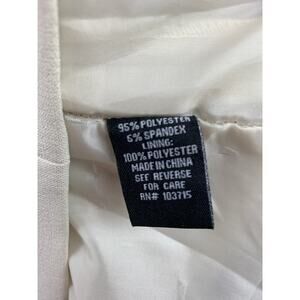 95% POLYESTER
5% SPANDEX
LINING:
100% POLYESTER
MADE IN CHINA
SEE REVERSE
FOR CARE
RN# 103715